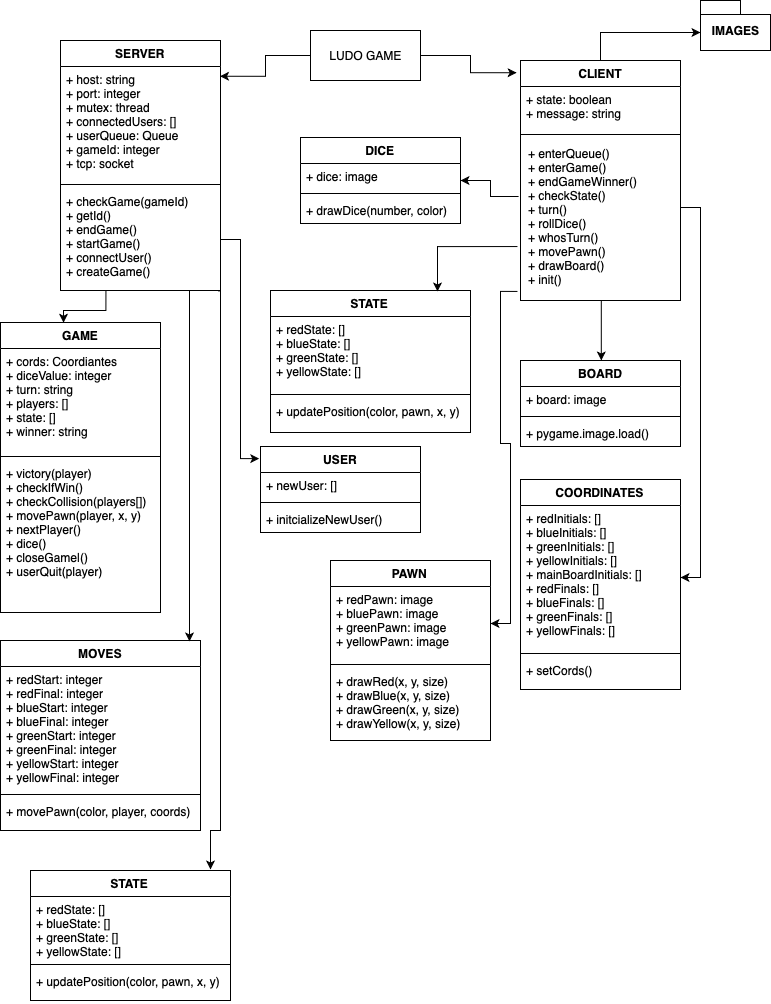 LUDO GAME
IMAGES
SERVER
+ host: string
+ port: integer
+ mutex: thread
+ connectedUsers: []
+ userQueue: Queue
+ gameId: integer
+ tcp: socket
+ checkGame(gameId)
+ getId()
+ endGame()
+ startGame()
+ connectUser()
+ createGame()
CLIENT
+ state: boolean
+ message: string
+ enterQueue()
+ enterGame()
+ endGameWinner()
+ checkState()
+ turn()
+ rollDice()
+ whosTurn()
+ movePawn()
+ drawBoard()
+ init()
DICE
+ dice: image
+ drawDice(number, color)
STATE
+ redState: []
+ blueState: []
+ greenState: []
+ yellowState: []
+ updatePosition(color, pawn, x, y)
GAME
+ cords: Coordiantes
+ diceValue: integer
+ turn: string
+ players: []
+ state: []
+ winner: string
+ victory(player)
+ checkIfWin()
+ checkCollision(players[])
+ movePawn(player, x, y)
+ nextPlayer()
+ dice()
+ closeGamel()
+ userQuit(player)
BOARD
+ board: image
+ pygame.image.load()
USER
+ newUser: []
+ initcializeNewUser()
COORDINATES
+ redInitials: []
+ blueInitials: []
+ greenInitials: []
+ yellowInitials: []
+ mainBoardInitials: []
+ redFinals: []
+ blueFinals: []
+ greenFinals: []
+ yellowFinals: []
+ setCords()
PAWN
+ redPawn: image
+ bluePawn: image
+ greenPawn: image
+ yellowPawn: image
+ drawRed(x, y, size)
+ drawBlue(x, y, size)
+ drawGreen(x, y, size)
+ drawYellow(x, y, size)
MOVES
+ redStart: integer
+ redFinal: integer
+ blueStart: integer
+ blueFinal: integer
+ greenStart: integer
+ greenFinal: integer
+ yellowStart: integer
+ yellowFinal: integer
+ movePawn(color, player, coords)
STATE
+ redState: []
+ blueState: []
+ greenState: []
+ yellowState: []
+ updatePosition(color, pawn, x, y)